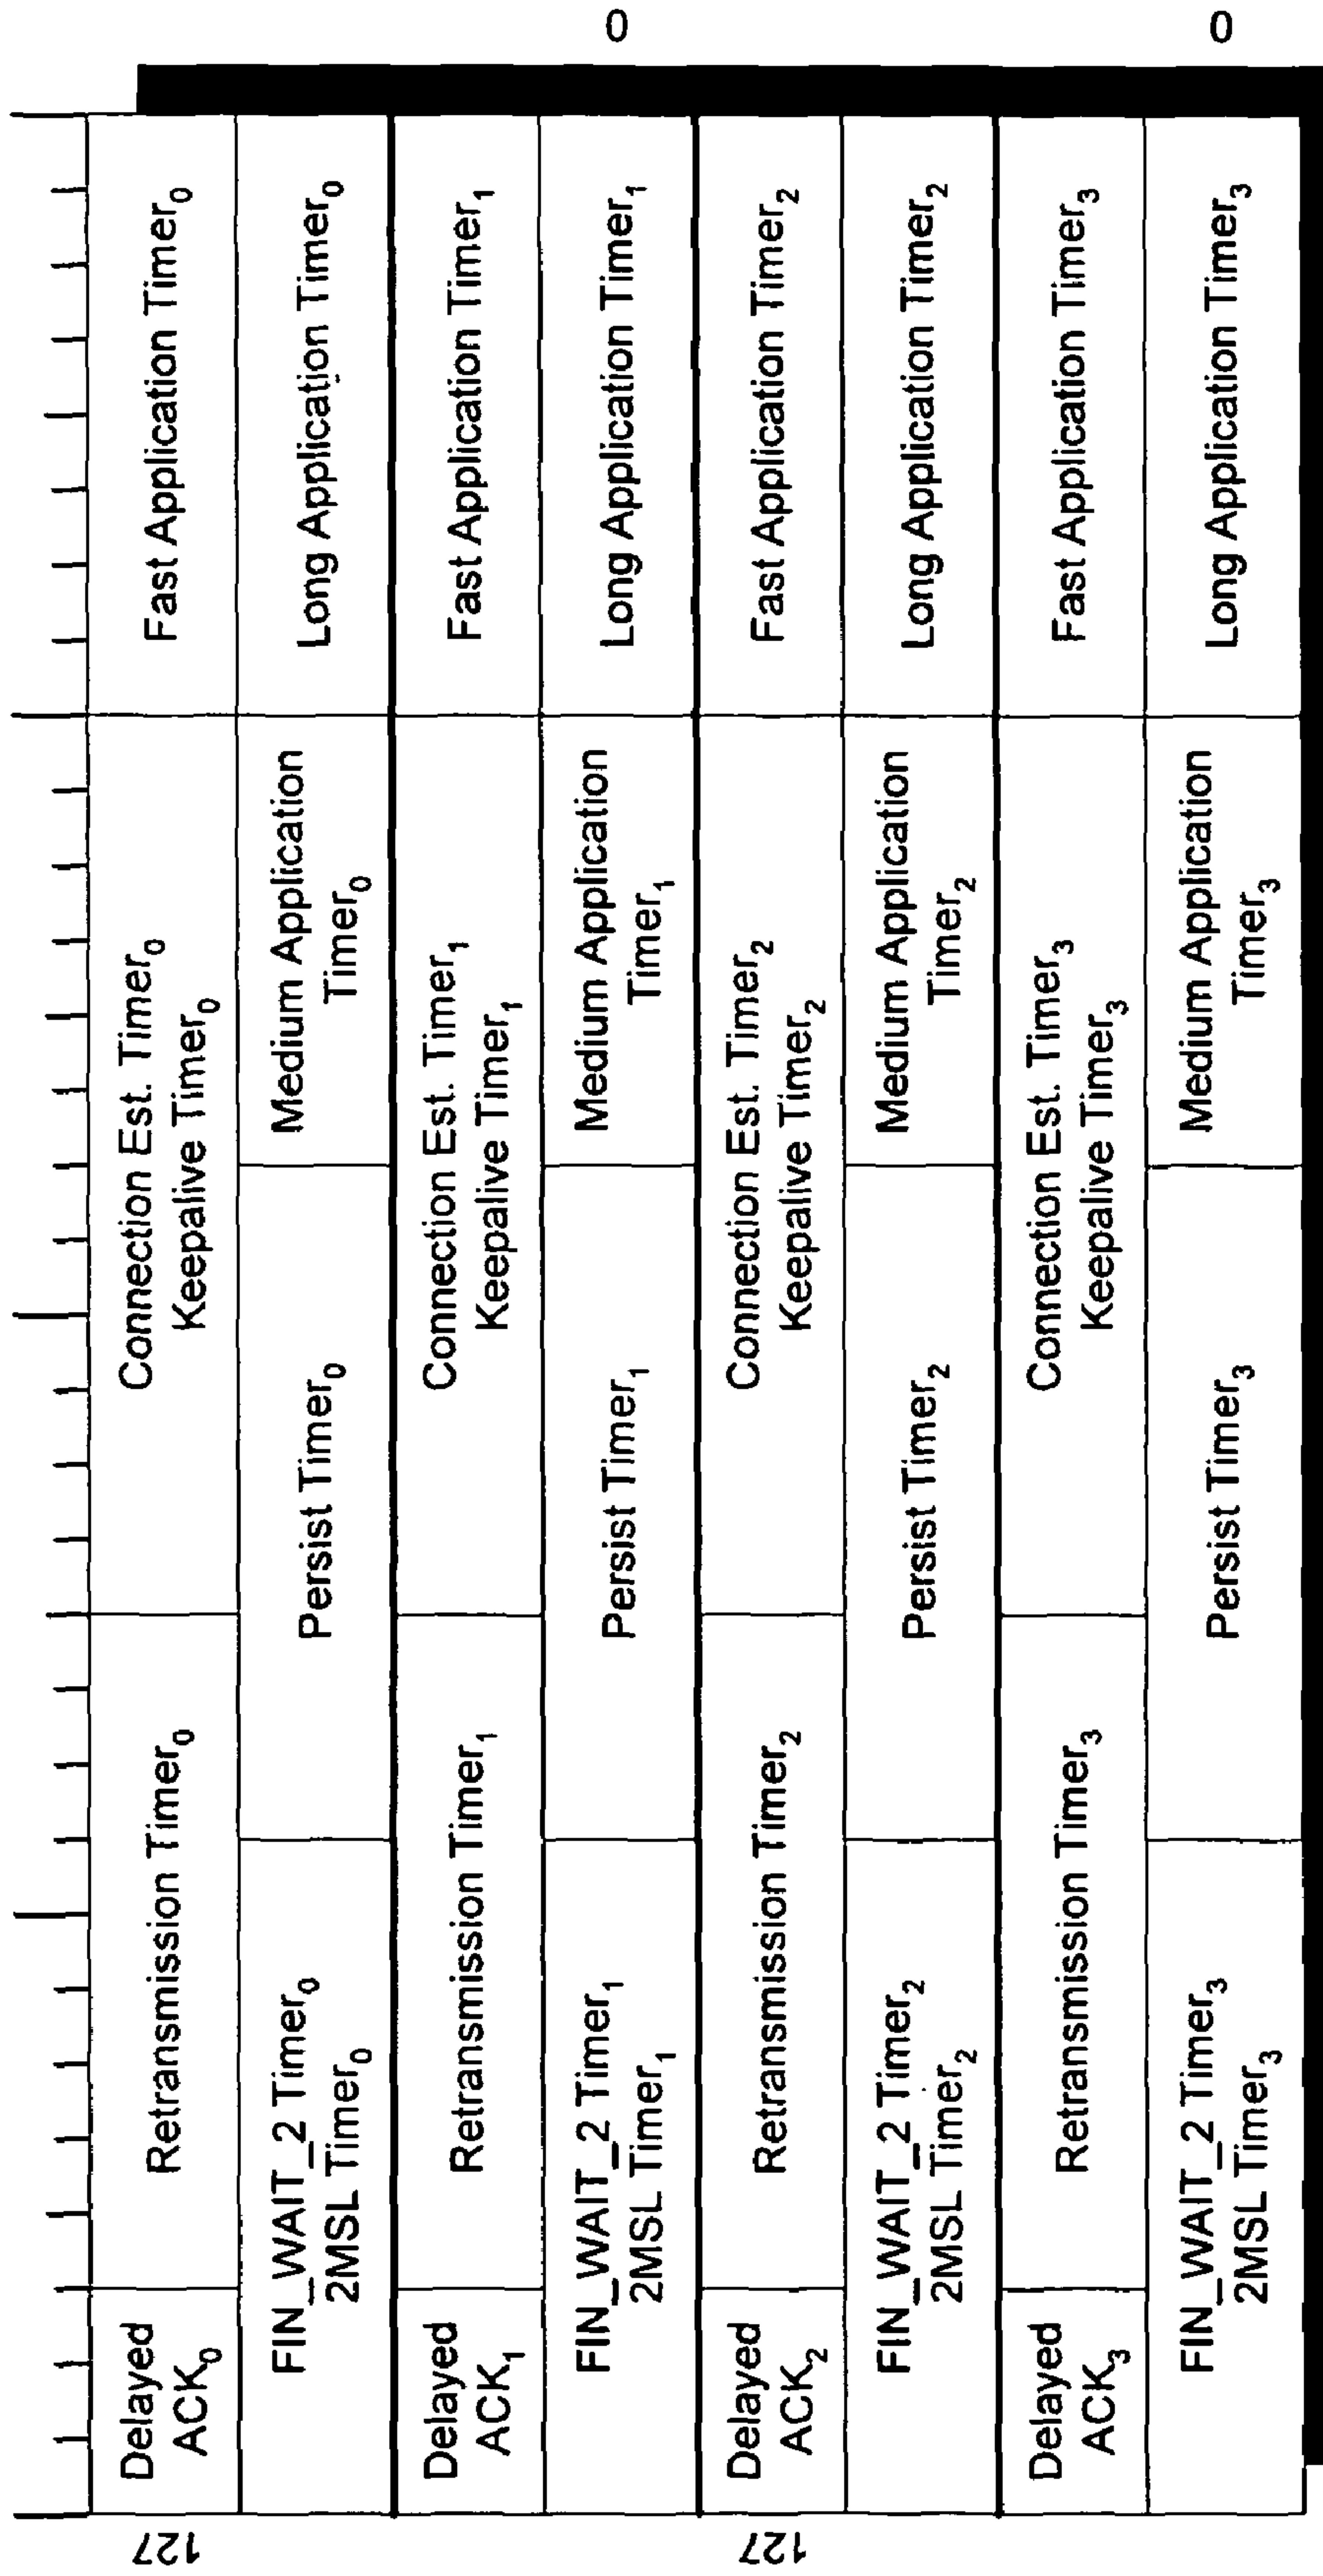 127
Delayed
ACK₀
Retransmission Timer₀
Connection Est. Timer₀
Keepalive Timer₀
Fast Application Timer₀
FIN_WAIT_2 Timer₀
2MSL Timer₀
Persist Timer₀
Medium Application
Timer₀
Long Application Timer₀
Delayed
ACK₁
Retransmission Timer₁
Connection Est. Timer₁
Keepalive Timer₁
Fast Application Timer₁
FIN_WAIT_2 Timer₁
2MSL Timer₁
Persist Timer₁
Medium Application
Timer₁
Long Application Timer₁
0
127
Delayed
ACK₂
Retransmission Timer₂
Connection Est. Timer₂
Keepalive Timer₂
Fast Application Timer₂
FIN_WAIT_2 Timer₂
2MSL Timer₂
Persist Timer₂
Medium Application
Timer₂
Long Application Timer₂
Delayed
ACK₃
Retransmission Timer₃
Connection Est. Timer₃
Keepalive Timer₃
Fast Application Timer₃
FIN_WAIT_2 Timer₃
2MSL Timer₃
Persist Timer₃
Medium Application
Timer₃
Long Application Timer₃
0